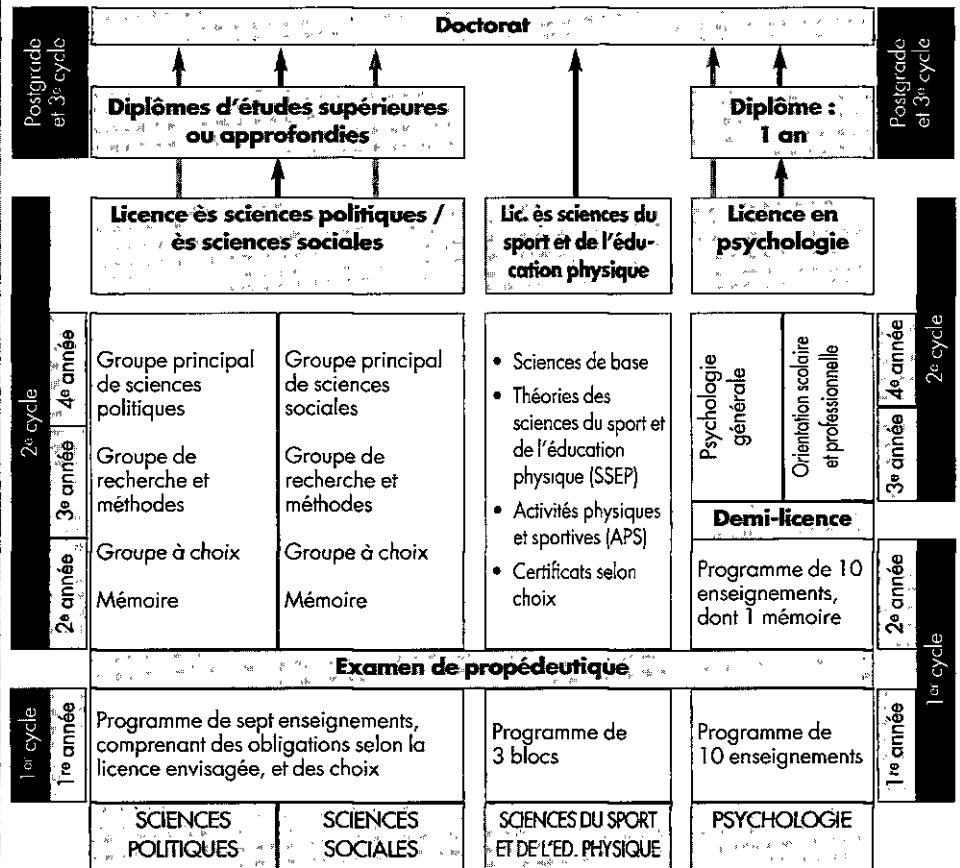 Doctorat
Postgrade
et 3e cycle
Diplômes d'études supérieures
ou approfondies
Diplôme :
1 an
Postgrade
et 3e cycle
Licence ès sciences politiques /
ès sciences sociales
Lic. ès sciences du
sport et de l'édu-
cation physique
Licence en
psychologie
2e cycle
4e année
3e année
2e année
Groupe principal
de sciences
politiques
Groupe de
recherche et
méthodes
Groupe à choix
Mémoire
Groupe principal
de sciences
sociales
Groupe de
recherche et
méthodes
Groupe à choix
Mémoire
• Sciences de base
• Théories des
sciences du sport et
de l'éducation
physique (SSEP)
• Activités physiques
et sportives (APS)
• Certificats selon
choix
Psychologie
générale
Orientation scolaire
et professionnelle
Demi-licence
Programme de 10
enseignements,
dont 1 mémoire
4e année
3e année
2e cycle
2e année
1er cycle
Examen de propédeutique
1er cycle
1re année
Programme de sept enseignements,
comprenant des obligations selon la
licence envisagée, et des choix
Programme de
3 blocs
Programme de
10 enseignements
1re année
SCIENCES
POLITIQUES
SCIENCES
SOCIALES
SCIENCES DU SPORT
ET DE L'ED. PHYSIQUE
PSYCHOLOGIE